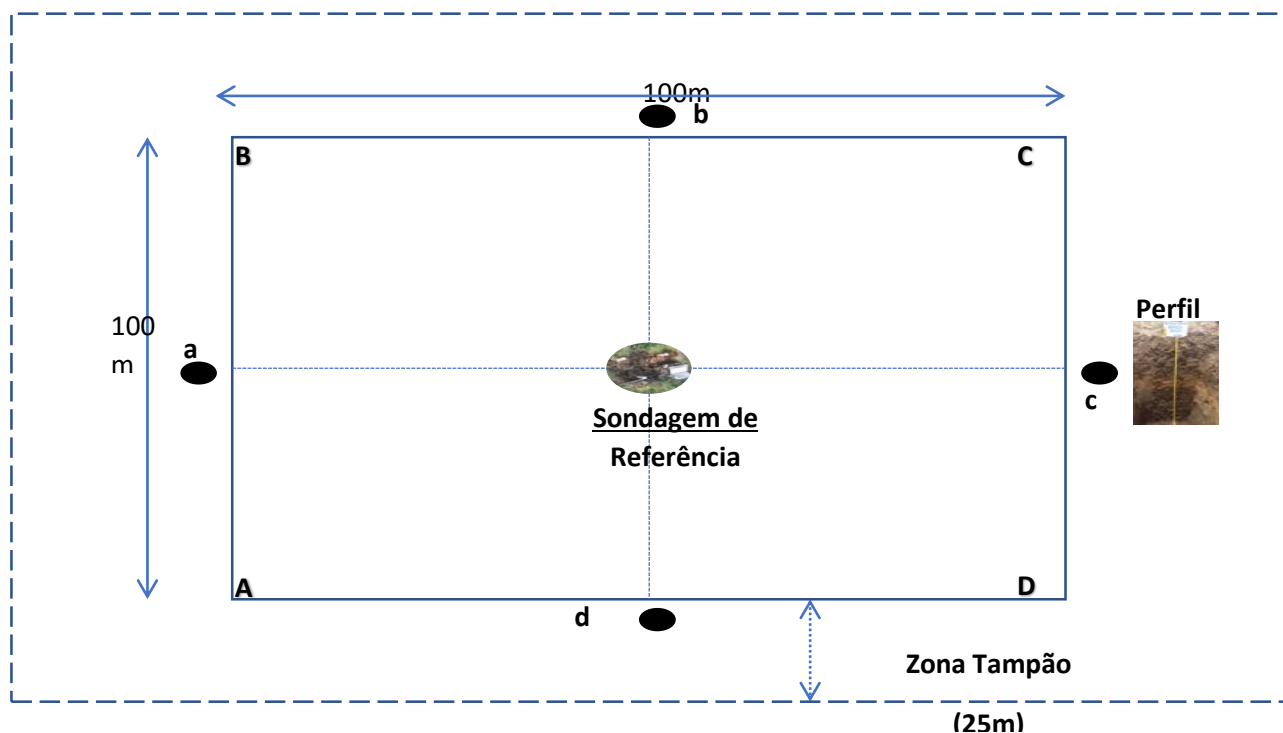 100m
b
B
C
100
m
a
Perfil
c
Sondagem de
Referência
A
D
d
Zona Tampão
(25m)